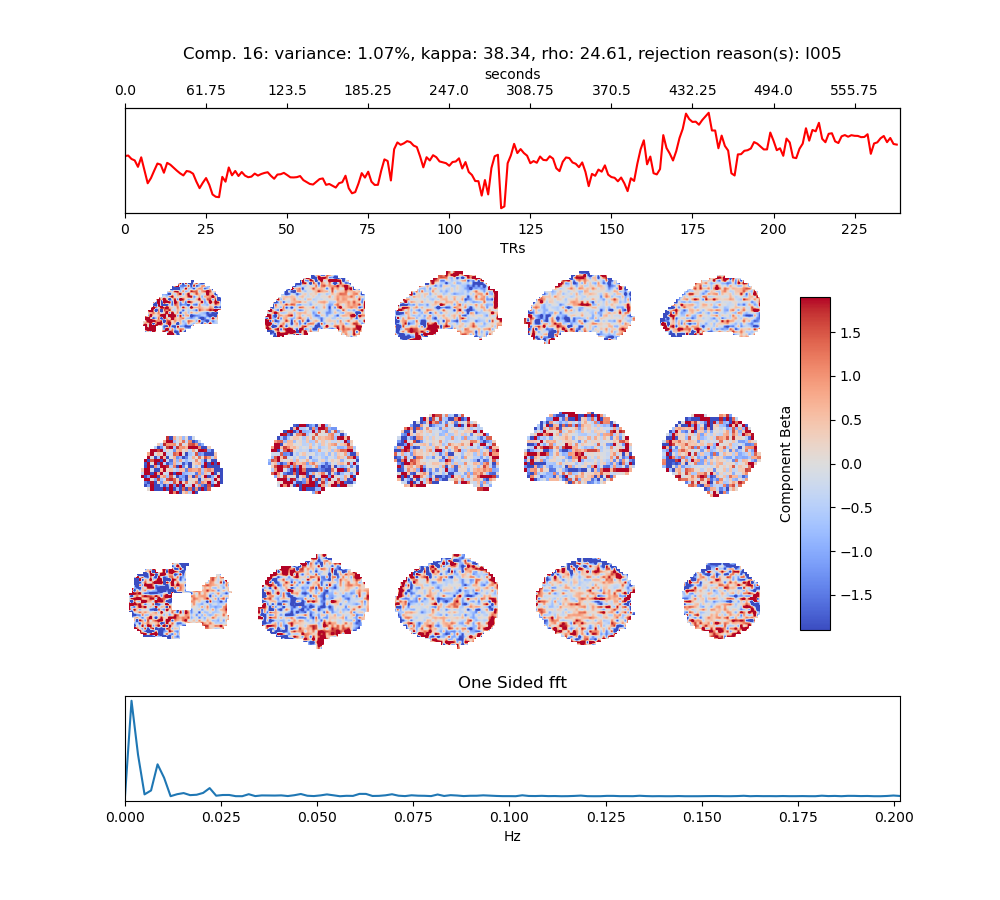 Comp. 16: variance: 1.07%, kappa: 38.34, rho: 24.61, rejection reason(s): I005
seconds
0.0 61.75 123.5 185.25 247.0 308.75 370.5 432.25 494.0 555.75
0 25 50 75 100 125 150 175 200 225
TRs
1.5
1.0
0.5
0.0
−0.5
−1.0
−1.5
Component Beta
One Sided fft
0.000 0.025 0.050 0.075 0.100 0.125 0.150 0.175 0.200
Hz